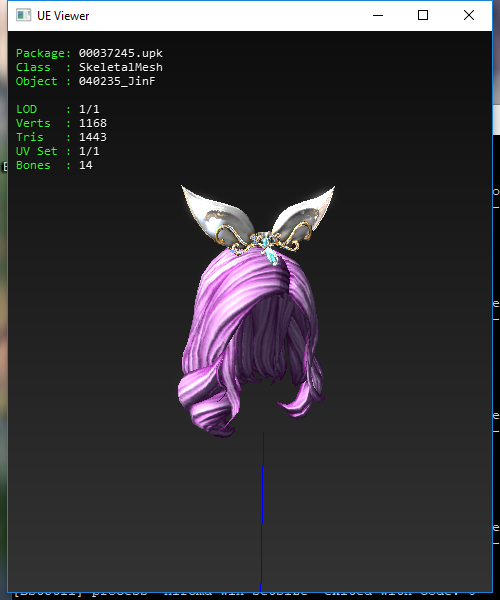 UE Viewer
Package: 00037245.upk
Class : SkeletalMesh
Object : 040235_JinF
LOD : 1/1
Verts : 1168
Tris : 1443
UV Set : 1/1
Bones : 14